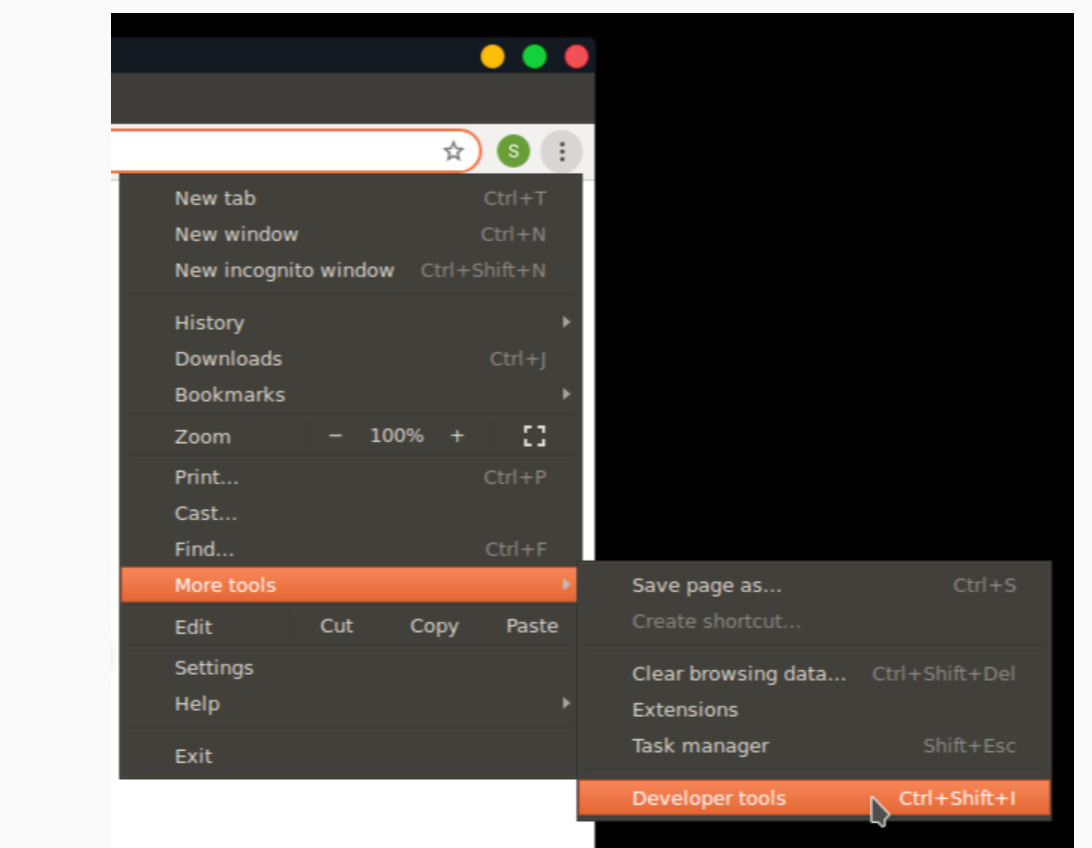 S
New tab Ctrl+T
New window Ctrl+N
New incognito window Ctrl+Shift+N
History
Downloads Ctrl+J
Bookmarks
Zoom − 100% +
Print... Ctrl+P
Cast...
Find... Ctrl+F
More tools
Edit Cut Copy Paste
Settings
Help
Exit
Save page as... Ctrl+S
Create shortcut...
Clear browsing data... Ctrl+Shift+Del
Extensions
Task manager Shift+Esc
Developer tools Ctrl+Shift+I